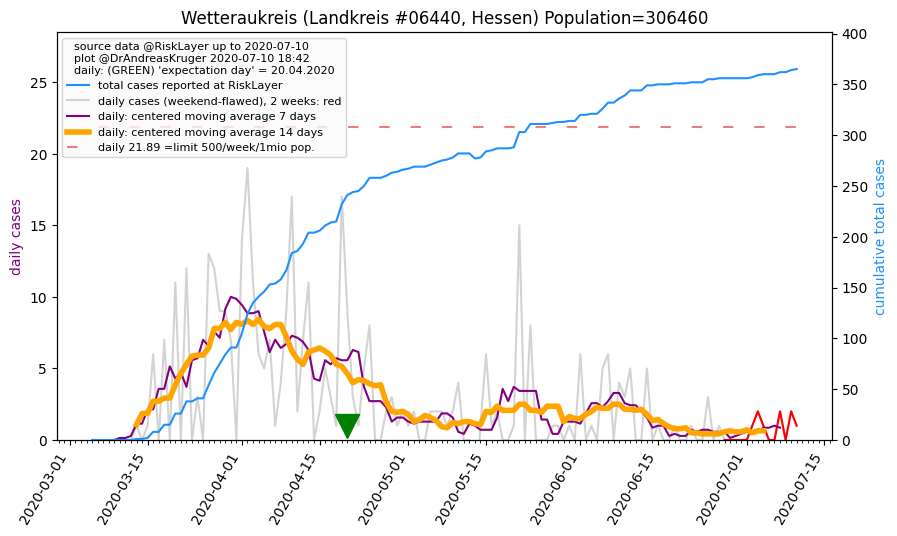 Wetteraukreis (Landkreis #06440, Hessen) Population=306460
source data @RiskLayer up to 2020-07-10
plot @DrAndreasKruger 2020-07-10 18:42
daily: (GREEN) 'expectation day' = 20.04.2020
total cases reported at RiskLayer
daily cases (weekend-flawed), 2 weeks: red
daily: centered moving average 7 days
daily: centered moving average 14 days
daily 21.89 =limit 500/week/1mio pop.
daily cases
25
20
15
10
5
0
cumulative total cases
400
350
300
250
200
150
100
50
0
2020-03-01
2020-03-15
2020-04-01
2020-04-15
2020-05-01
2020-05-15
2020-06-01
2020-06-15
2020-07-01
2020-07-15